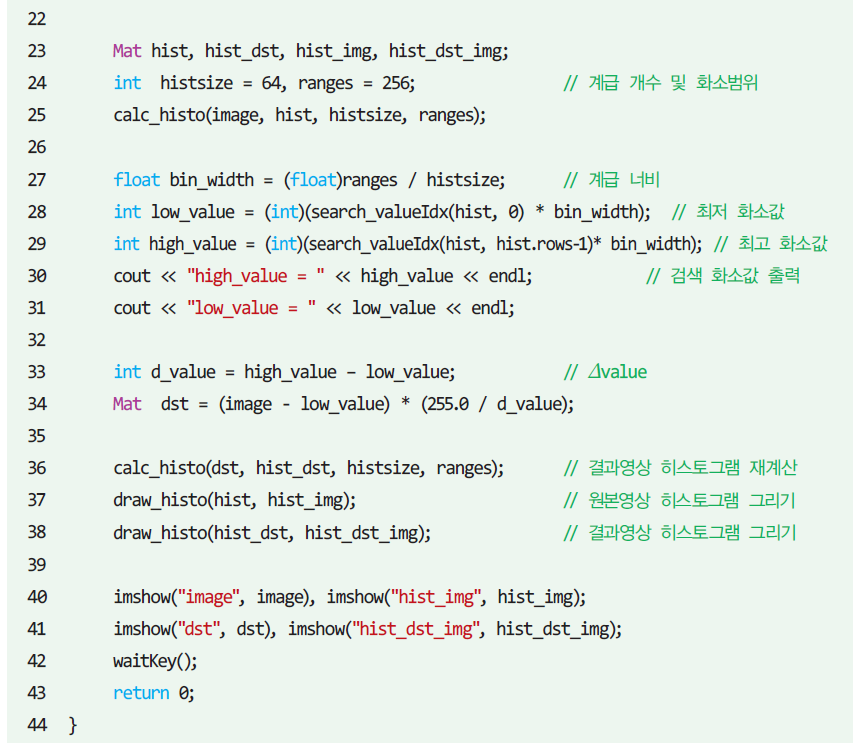 22
23 Mat hist, hist_dst, hist_img, hist_dst_img;
24 int histsize = 64, ranges = 256; // 계급 개수 및 화소범위
25 calc_histo(image, hist, histsize, ranges);
26
27 float bin_width = (float)ranges / histsize; // 계급 너비
28 int low_value = (int)(search_valueIdx(hist, 0) * bin_width); // 최저 화소값
29 int high_value = (int)(search_valueIdx(hist, hist.rows-1)* bin_width); // 최고 화소값
30 cout << "high_value = " << high_value << endl; // 검색 화소값 출력
31 cout << "low_value = " << low_value << endl;
32
33 int d_value = high_value – low_value; // Δvalue
34 Mat dst = (image - low_value) * (255.0 / d_value);
35
36 calc_histo(dst, hist_dst, histsize, ranges); // 결과영상 히스토그램 재계산
37 draw_histo(hist, hist_img); // 원본영상 히스토그램 그리기
38 draw_histo(hist_dst, hist_dst_img); // 결과영상 히스토그램 그리기
39
40 imshow("image", image), imshow("hist_img", hist_img);
41 imshow("dst", dst), imshow("hist_dst_img", hist_dst_img);
42 waitKey();
43 return 0;
44 }